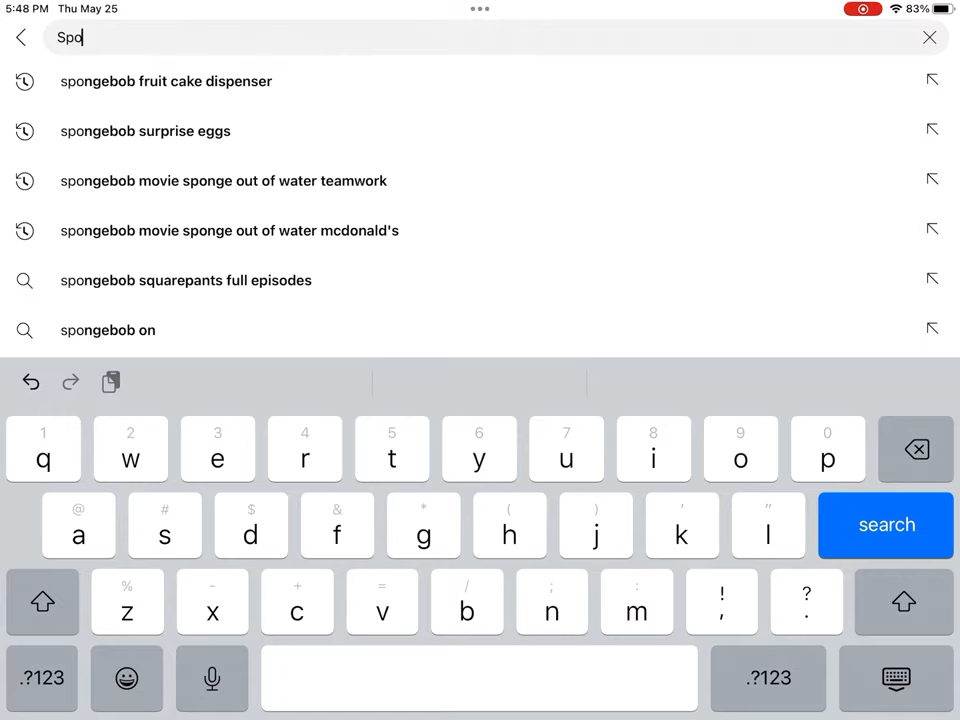 5:48 PM Thu May 25 83%
Spo
spongebob fruit cake dispenser
spongebob surprise eggs
spongebob movie sponge out of water teamwork
spongebob movie sponge out of water mcdonald's
spongebob squarepants full episodes
spongebob on
1 2 3 4 5 6 7 8 9 0
q w e r t y u i o p
@ # $ & * ( ) ' "
a s d f g h j k l search
% - + = / ; : ! ?
z x c v b n m , .
.?123 .?123